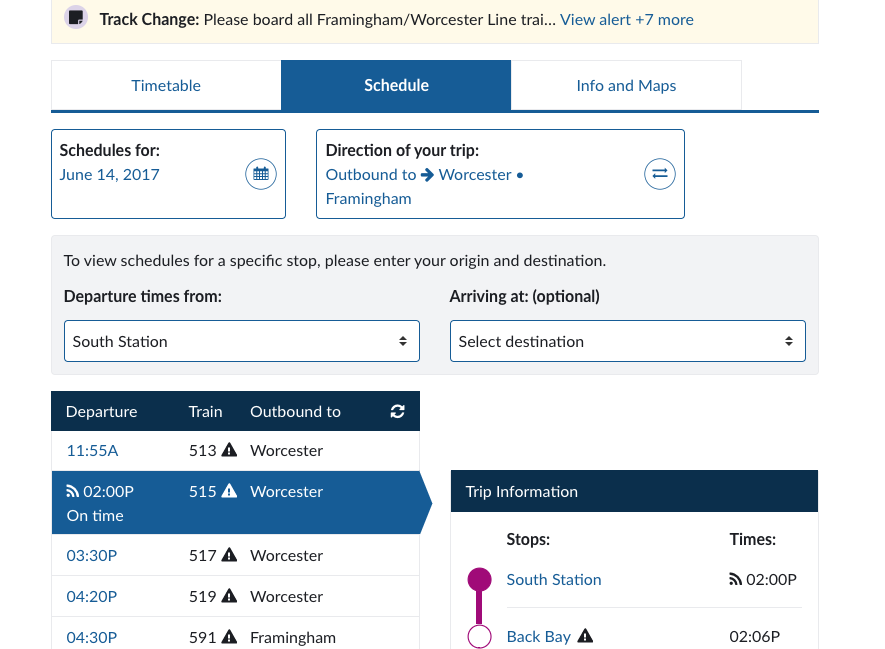 Track Change: Please board all Framingham/Worcester Line trai... View alert +7 more
Timetable
Schedule
Info and Maps
Schedules for:
June 14, 2017
Direction of your trip:
Outbound to → Worcester •
Framingham
To view schedules for a specific stop, please enter your origin and destination.
Departure times from:
South Station
Arriving at: (optional)
Select destination
Departure Train Outbound to
11:55A 513 Worcester
02:00P 515 Worcester
On time
03:30P 517 Worcester
04:20P 519 Worcester
04:30P 591 Framingham
Trip Information
Stops: Times:
South Station 02:00P
Back Bay 02:06P